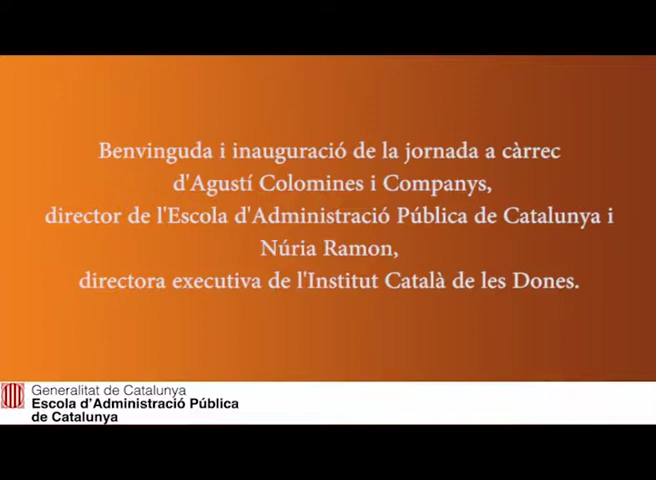 Benvinguda i inauguració de la jornada a càrrec
d'Agustí Colomines i Companys,
director de l'Escola d'Administració Pública de Catalunya i
Núria Ramon,
directora executiva de l'Institut Català de les Dones.
Generalitat de Catalunya
Escola d'Administració Pública
de Catalunya